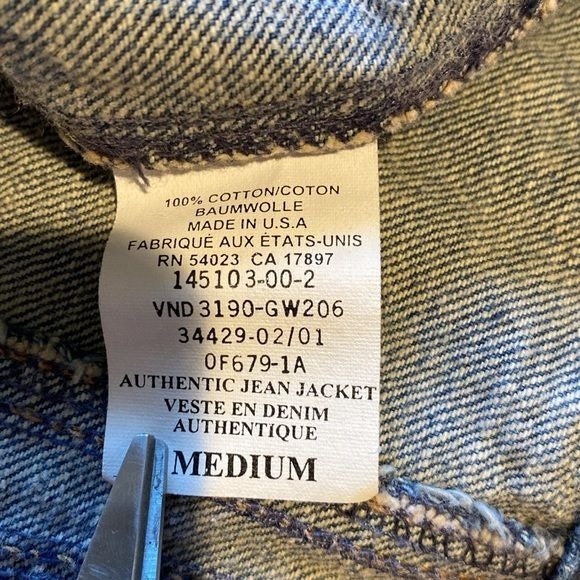 100% COTTON/COTON
BAUMWOLLE
MADE IN U.S.A
FABRIQUÉ AUX ÉTATS-UNIS
RN 54023 CA 17897
145103-00-2
VND 3190-GW206
34429-02/01
0F679-1A
AUTHENTIC JEAN JACKET
VESTE EN DENIM
AUTHENTIQUE
MEDIUM